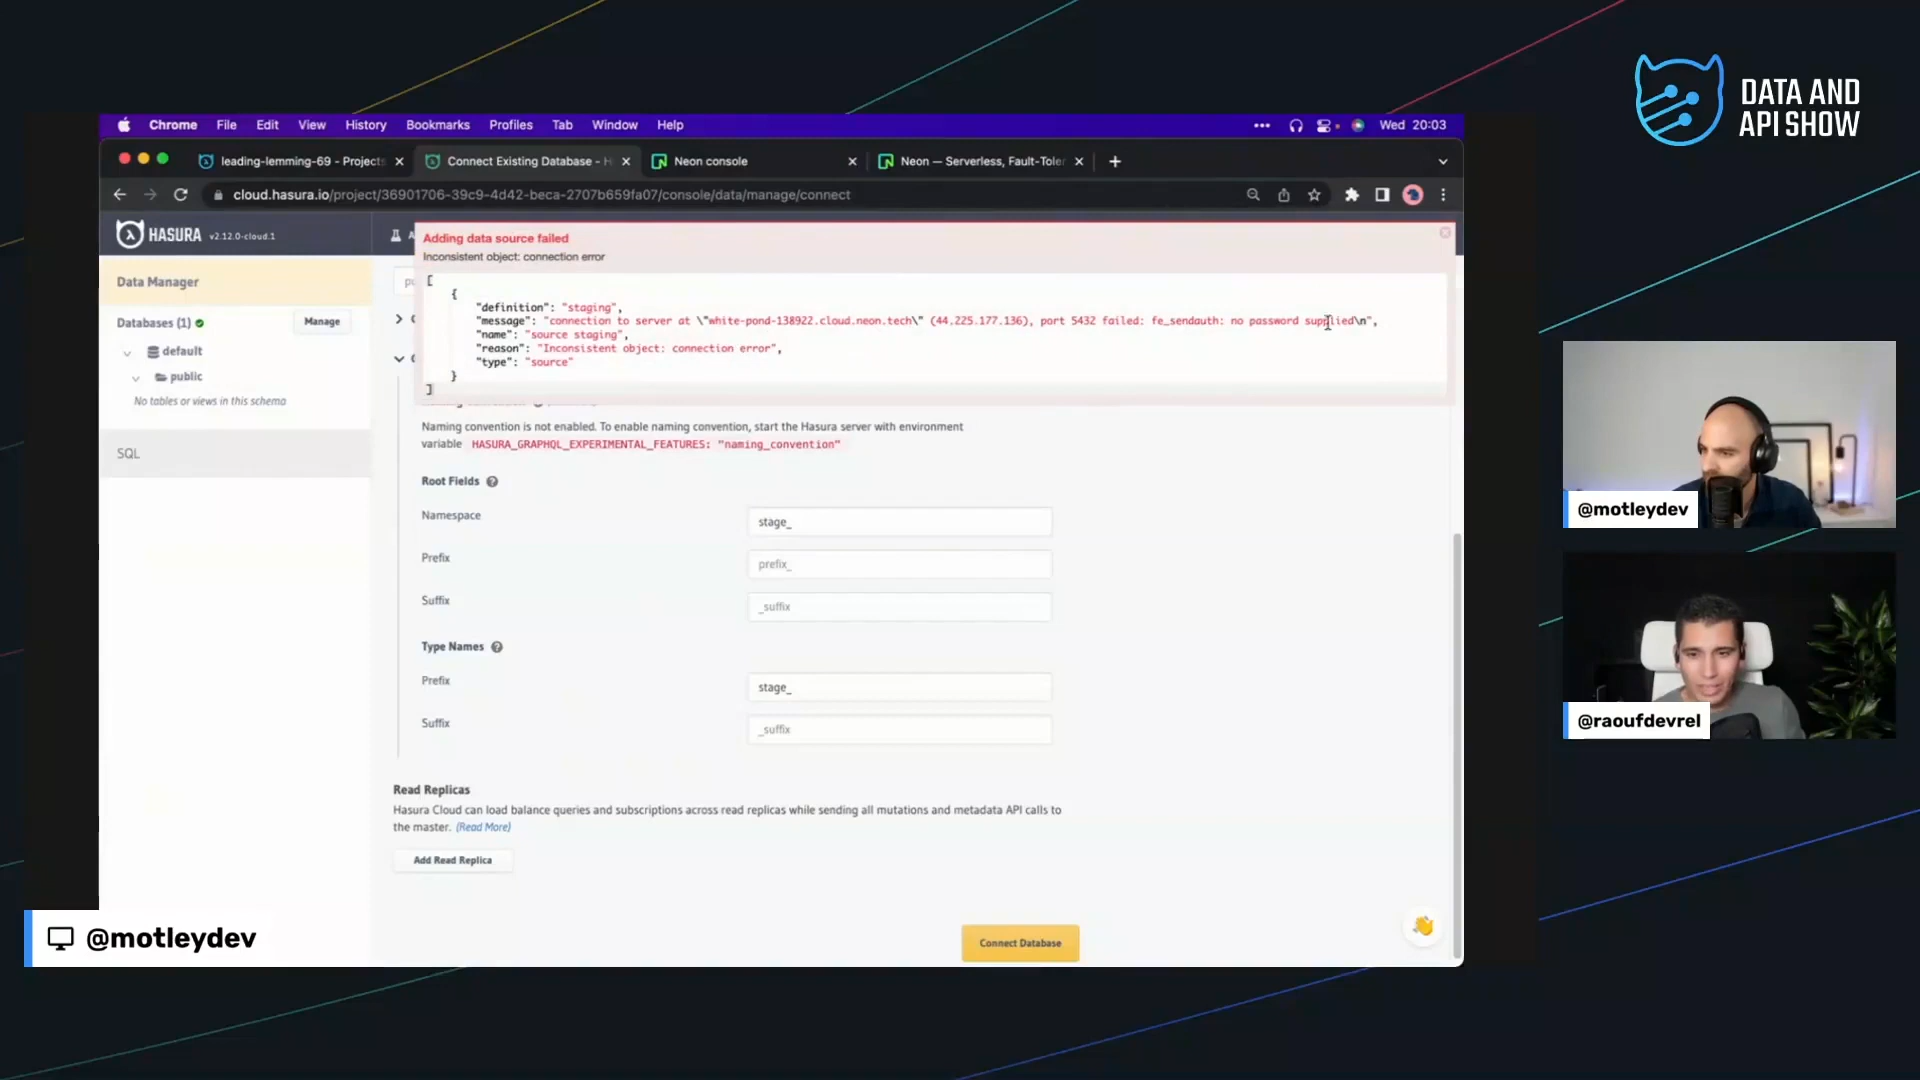 DATA AND
API SHOW
Chrome File Edit View History Bookmarks Profiles Tab Window Help
Wed 20:03
leading-lemming-69 - Projects
Connect Existing Database - H
Neon console
Neon — Serverless, Fault-Toler
cloud.hasura.io/project/36901706-39c9-4d42-beca-2707b659fa07/console/data/manage/connect
HASURA v2.12.0-cloud.1
A
Adding data source failed
Inconsistent object: connection error
[
{
"definition": "staging",
"message": "connection to server at \"white-pond-138922.cloud.neon.tech\" (44.225.177.136), port 5432 failed: fe_sendauth: no password supplied\n",
"name": "source staging",
"reason": "Inconsistent object: connection error",
"type": "source"
}
]
Data Manager
Databases (1)
Manage
default
public
No tables or views in this schema
SQL
Naming convention is not enabled. To enable naming convention, start the Hasura server with environment
variable HASURA_GRAPHQL_EXPERIMENTAL_FEATURES: "naming_convention"
Root Fields
Namespace
stage_
Prefix
prefix_
Suffix
_suffix
Type Names
Prefix
stage_
Suffix
_suffix
Read Replicas
Hasura Cloud can load balance queries and subscriptions across read replicas while sending all mutations and metadata API calls to
the master. (Read More)
Add Read Replica
Connect Database
@motleydev
@raoufdevrel
@motleydev